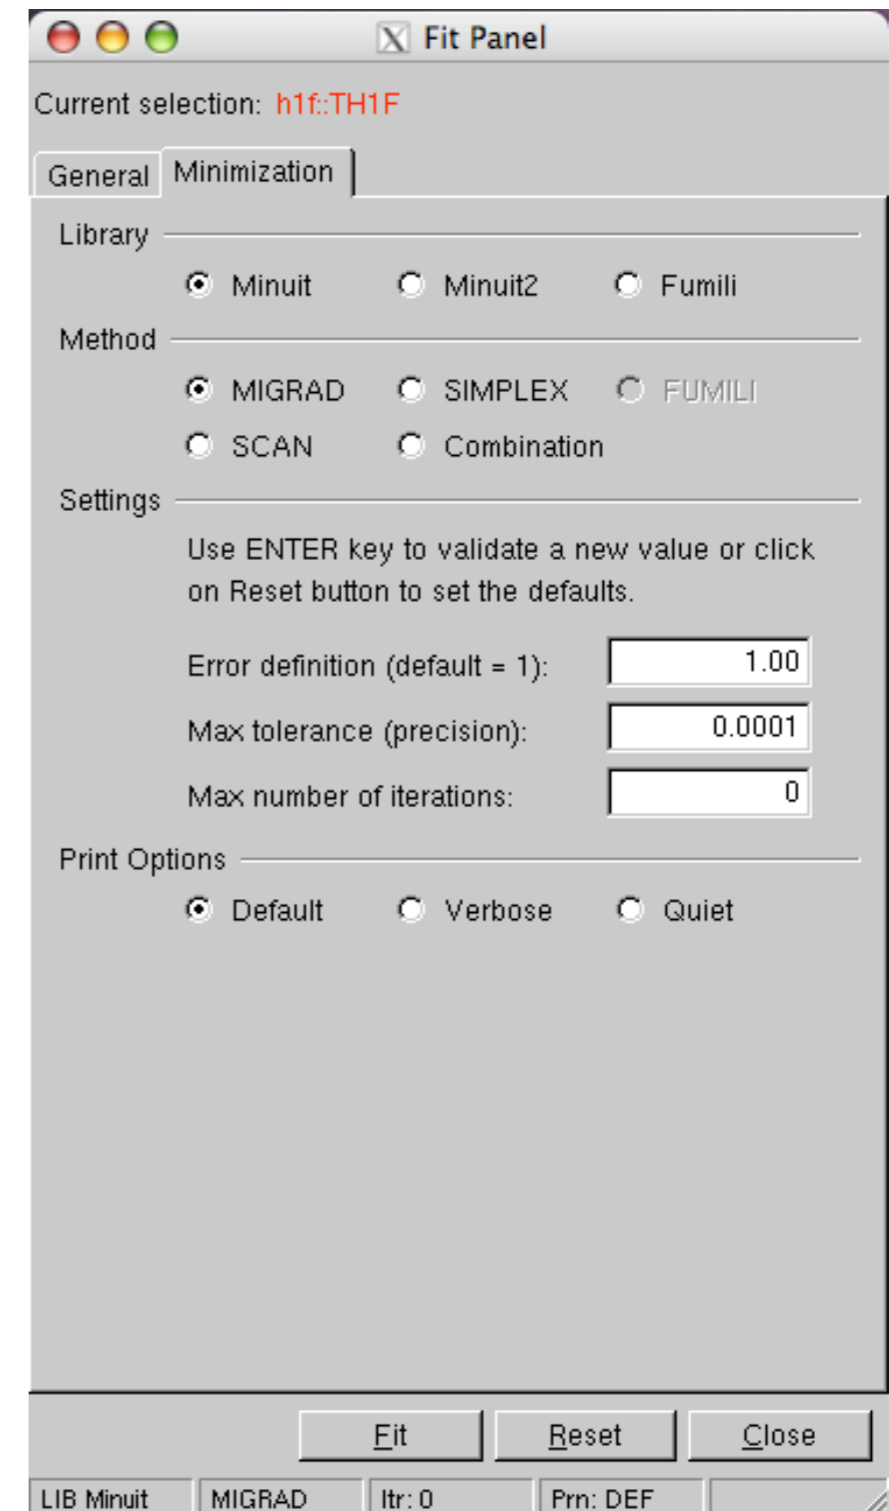 X Fit Panel
Current selection: h1f::TH1F
General Minimization
Library
Minuit Minuit2 Fumili
Method
MIGRAD SIMPLEX FUMILI
SCAN Combination
Settings
Use ENTER key to validate a new value or click
on Reset button to set the defaults.
Error definition (default = 1): 1.00
Max tolerance (precision): 0.0001
Max number of iterations: 0
Print Options
Default Verbose Quiet
Fit Reset Close
LIB Minuit MIGRAD Itr: 0 Prn: DEF